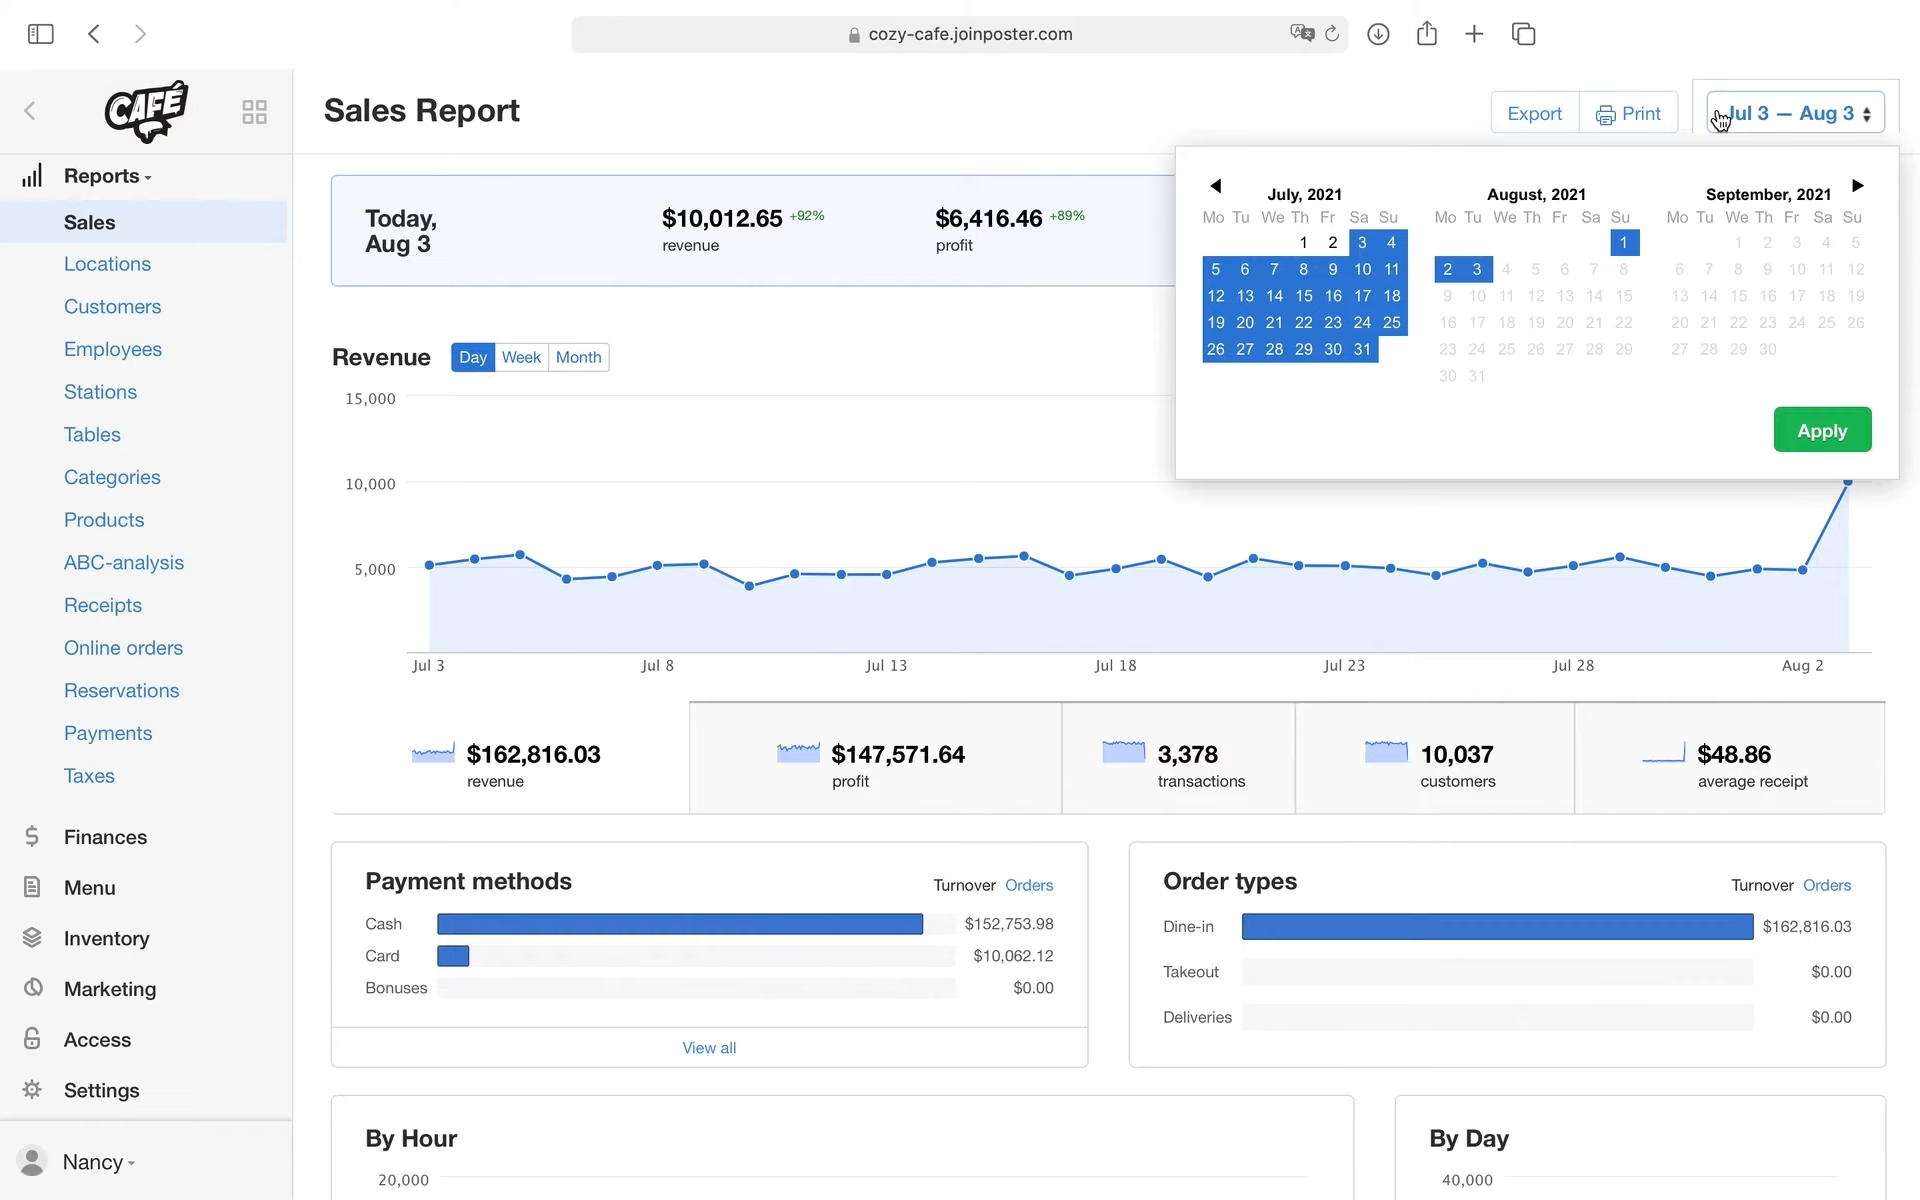 cozy-cafe.joinposter.com
CAFÉ
Reports
Sales
Locations
Customers
Employees
Stations
Tables
Categories
Products
ABC-analysis
Receipts
Online orders
Reservations
Payments
Taxes
Finances
Menu
Inventory
Marketing
Access
Settings
Nancy
Sales Report
Export
Print
Jul 3 — Aug 3
Today,
Aug 3
$10,012.65 +92%
revenue
$6,416.46 +89%
profit
July, 2021
Mo Tu We Th Fr Sa Su
1 2 3 4
5 6 7 8 9 10 11
12 13 14 15 16 17 18
19 20 21 22 23 24 25
26 27 28 29 30 31
August, 2021
Mo Tu We Th Fr Sa Su
1
2 3 4 5 6 7 8
9 10 11 12 13 14 15
16 17 18 19 20 21 22
23 24 25 26 27 28 29
30 31
September, 2021
Mo Tu We Th Fr Sa Su
1 2 3 4 5
6 7 8 9 10 11 12
13 14 15 16 17 18 19
20 21 22 23 24 25 26
27 28 29 30
Apply
Revenue
Day Week Month
15,000
10,000
5,000
Jul 3 Jul 8 Jul 13 Jul 18 Jul 23 Jul 28 Aug 2
$162,816.03
revenue
$147,571.64
profit
3,378
transactions
10,037
customers
$48.86
average receipt
Payment methods
Turnover Orders
Cash $152,753.98
Card $10,062.12
Bonuses $0.00
View all
Order types
Turnover Orders
Dine-in $162,816.03
Takeout $0.00
Deliveries $0.00
By Hour
20,000
By Day
40,000